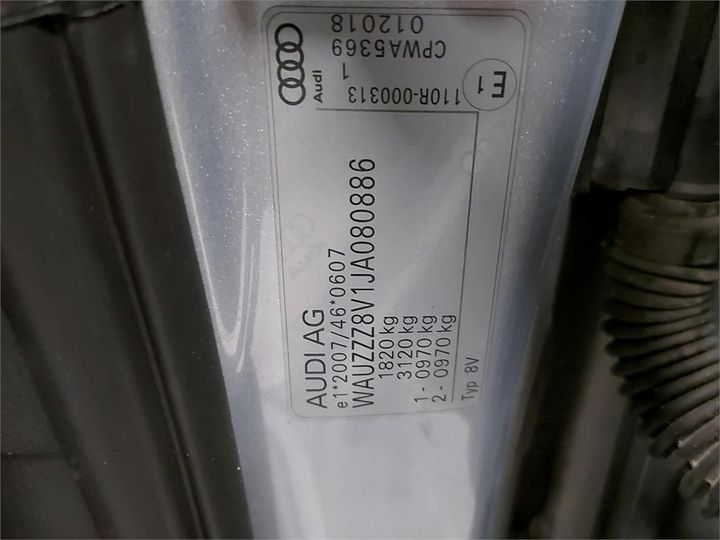 AUDI AG
e1*2007/46*0607
WAUZZZ8V1JA080886
1820 kg
3120 kg
1 - 0970 kg
2 - 0970 kg
Typ 8V
Audi
012018
CPWA5369
1
110R-000313
E1